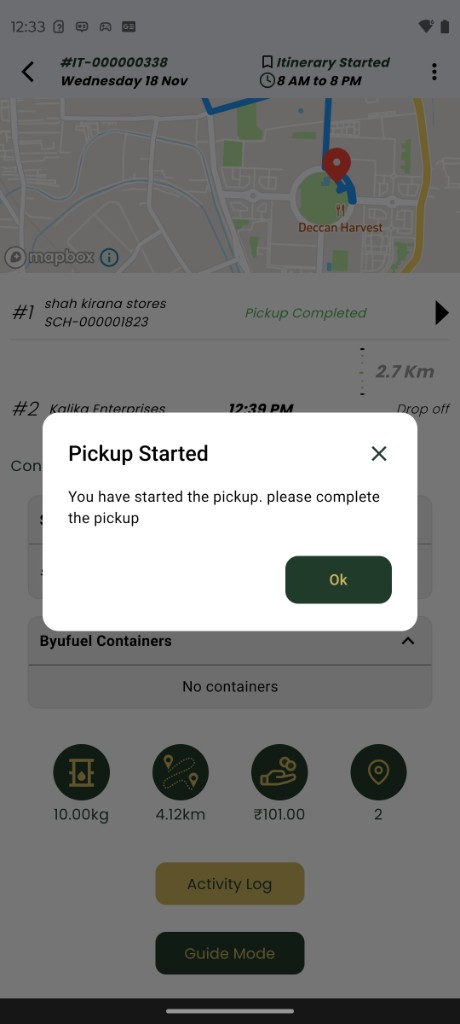 12:33
#IT-000000338
Itinerary Started
Wednesday 18 Nov
8 AM to 8 PM
Deccan Harvest
mapbox
#1 shah kirana stores
SCH-000001823
Pickup Completed
2.7 Km
#2 Kalika Enterprises 12:39 PM Drop off
Con
Pickup Started
You have started the pickup. please complete
the pickup
Ok
Byufuel Containers
No containers
10.00kg 4.12km ₹101.00 2
Activity Log
Guide Mode